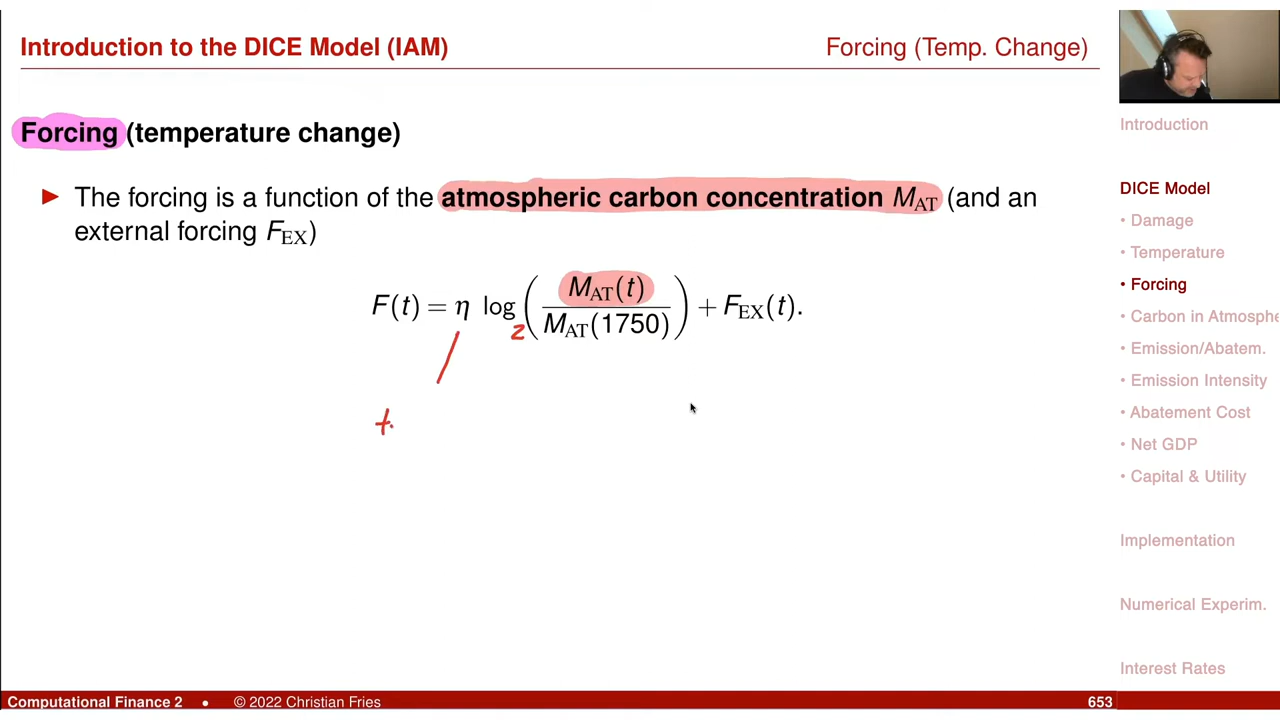 Introduction to the DICE Model (IAM)
Forcing (Temp. Change)
Forcing (temperature change)
► The forcing is a function of the atmospheric carbon concentration M_AT (and an
external forcing F_EX)
F(t) = η log_2 ( M_AT(t) / M_AT(1750) ) + F_EX(t).
+.
Introduction
DICE Model
• Damage
• Temperature
• Forcing
• Carbon in Atmosphe
• Emission/Abatem.
• Emission Intensity
• Abatement Cost
• Net GDP
• Capital & Utility
Implementation
Numerical Experim.
Interest Rates
Computational Finance 2 • © 2022 Christian Fries 653